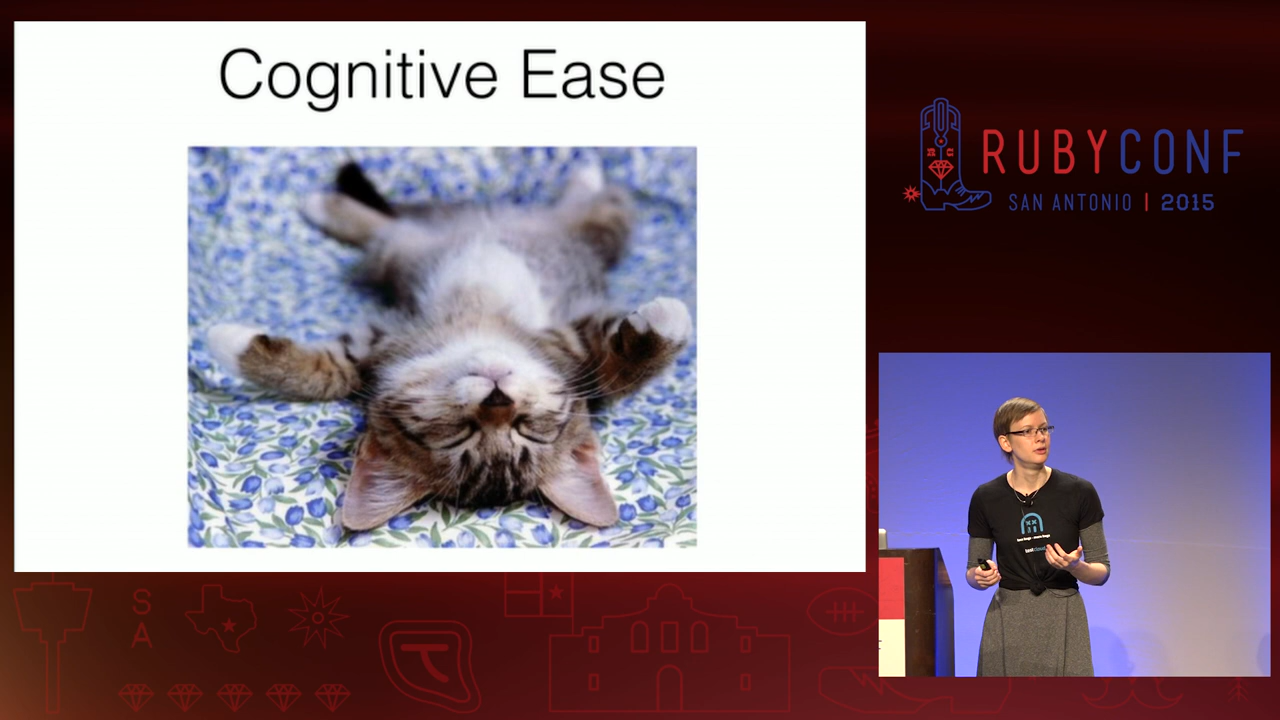 Cognitive Ease
RUBYCONF
SAN ANTONIO | 2015
S
A